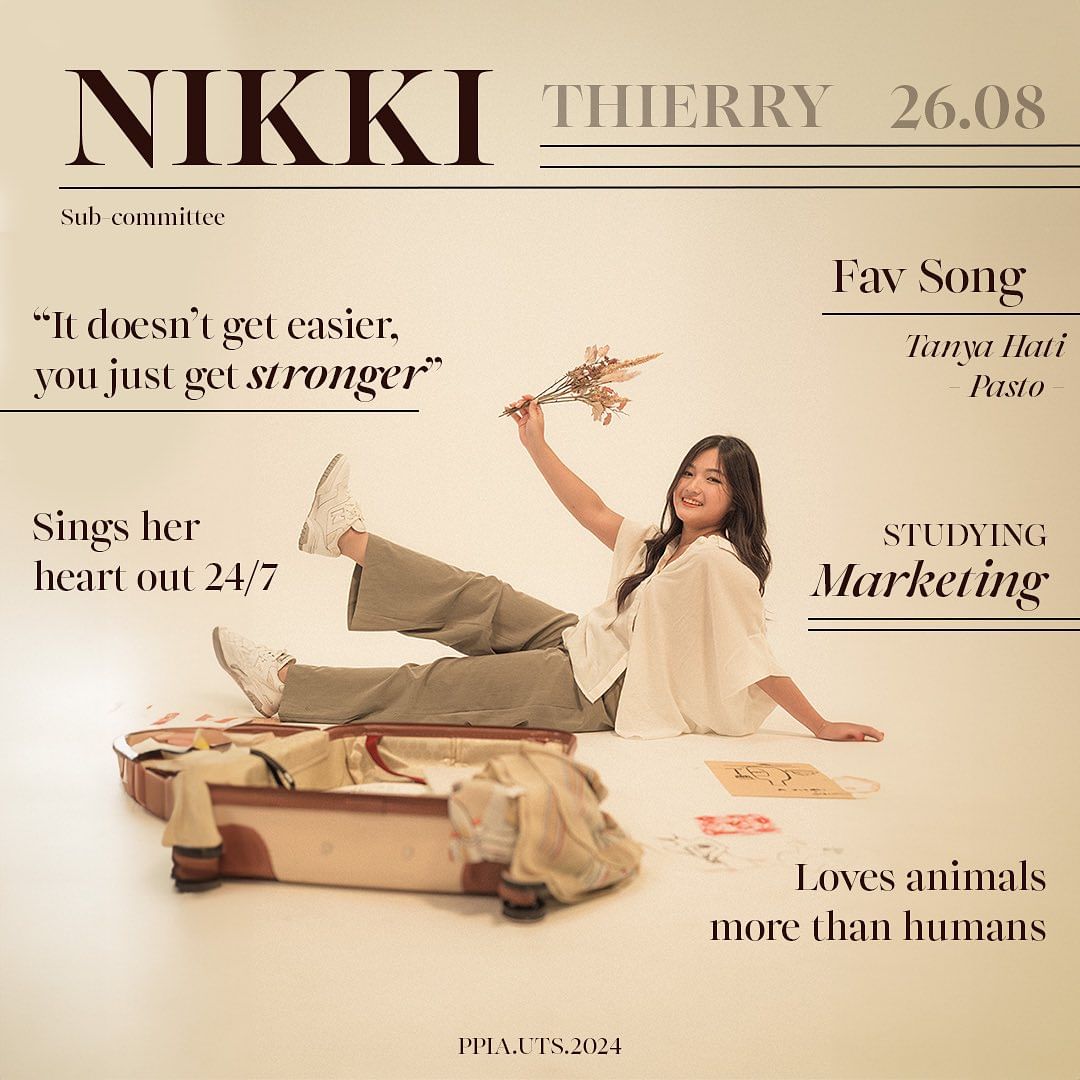 NIKKI THIERRY 26.08
Sub-committee
“It doesn’t get easier,
you just get stronger”
Fav Song
Tanya Hati
- Pasto -
Sings her
heart out 24/7
STUDYING
Marketing
Loves animals
more than humans
PPIA.UTS.2024